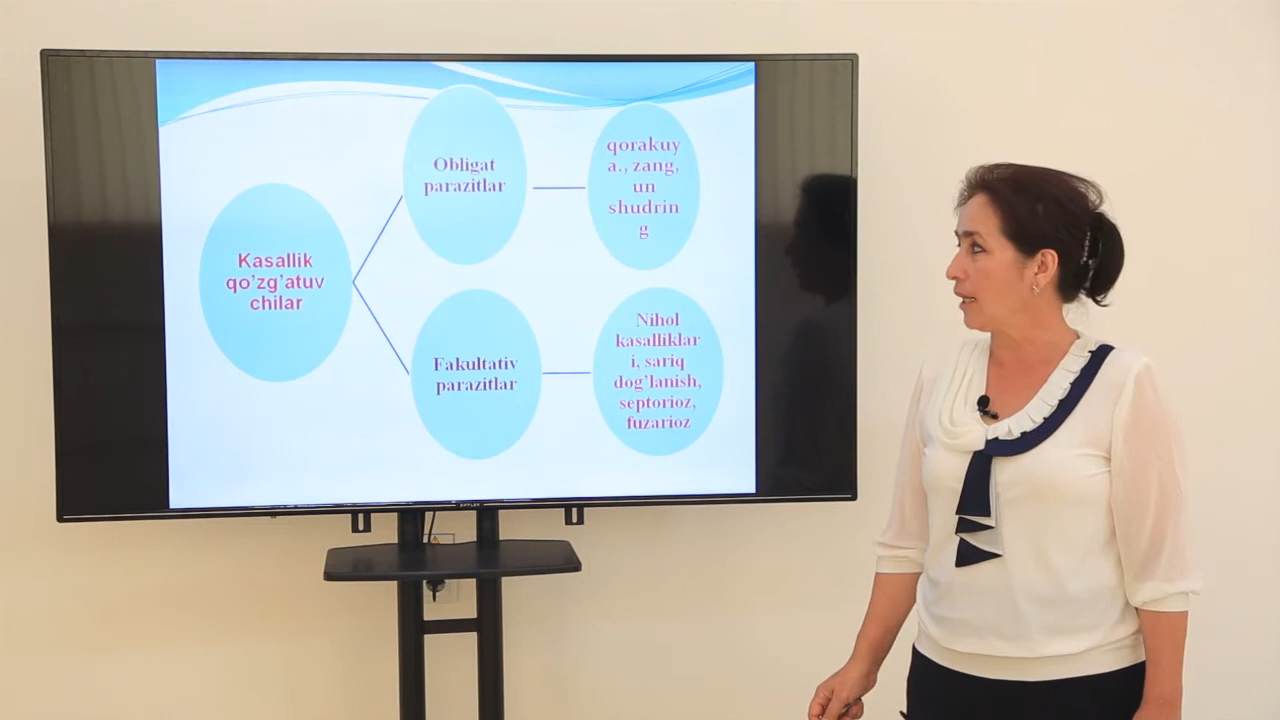 Kasallik
qo’zg’atuv
chilar
Obligat
parazitlar
qorakuy
a., zang,
un
shudrin
g
Fakultativ
parazitlar
Nihol
kasalliklar
i, sariq
dog’lanish,
septorioz,
fuzarioz